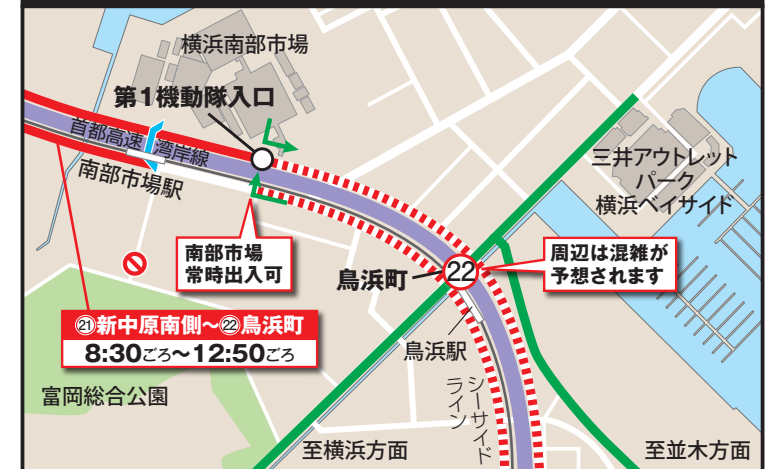 横浜南部市場
第1機動隊入口
首都高速 湾岸線
南部市場駅
三井アウトレット
パーク
横浜ベイサイド
南部市場
常時出入可
鳥浜町
22
周辺は混雑が
予想されます
㉑新中原南側～㉒鳥浜町
8:30ごろ～12:50ごろ
鳥浜駅
富岡総合公園
シーサイド
ライン
至横浜方面
至並木方面